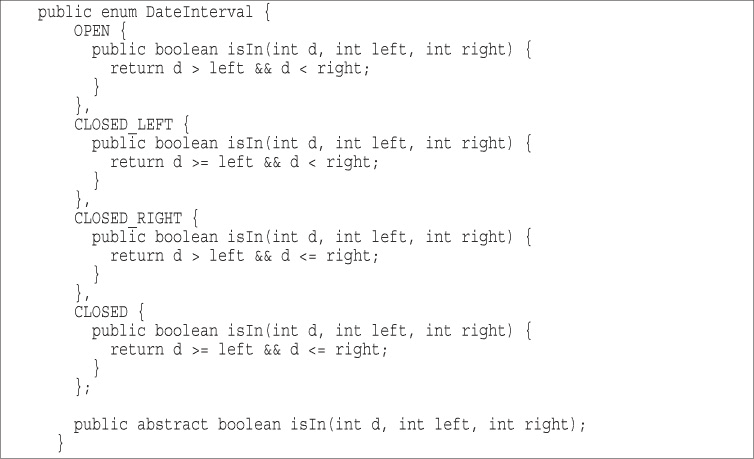 public enum DateInterval {
OPEN {
public boolean isIn(int d, int left, int right) {
return d > left && d < right;
}
},
CLOSED_LEFT {
public boolean isIn(int d, int left, int right) {
return d >= left && d < right;
}
},
CLOSED_RIGHT {
public boolean isIn(int d, int left, int right) {
return d > left && d <= right;
}
},
CLOSED {
public boolean isIn(int d, int left, int right) {
return d >= left && d <= right;
}
};
public abstract boolean isIn(int d, int left, int right);
}